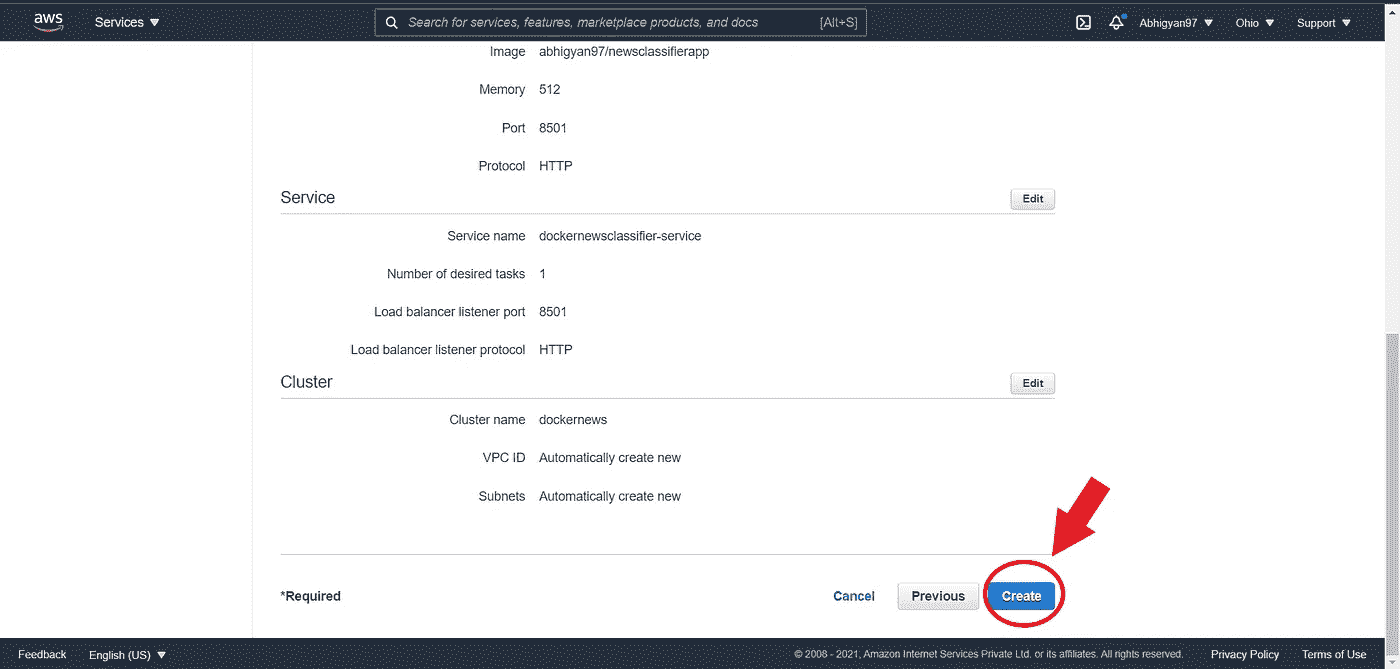 aws Services Search for services, features, marketplace products, and docs [Alt+S] Abhigyan97 Ohio Support
Image abhigyan97/newsclassifierapp
Memory 512
Port 8501
Protocol HTTP
Service Edit
Service name dockernewsclassifier-service
Number of desired tasks 1
Load balancer listener port 8501
Load balancer listener protocol HTTP
Cluster Edit
Cluster name dockernews
VPC ID Automatically create new
Subnets Automatically create new
*Required Cancel Previous Create
Feedback English (US) © 2008 - 2021, Amazon Internet Services Private Ltd. or its affiliates. All rights reserved. Privacy Policy Terms of Use